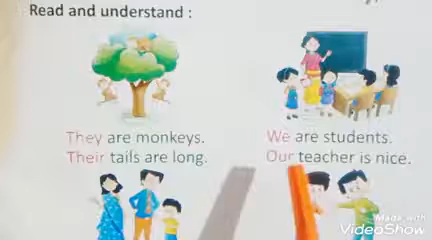 Read and understand :
They are monkeys.
Their tails are long.
We are students.
Our teacher is nice.
Made with
VideoShow